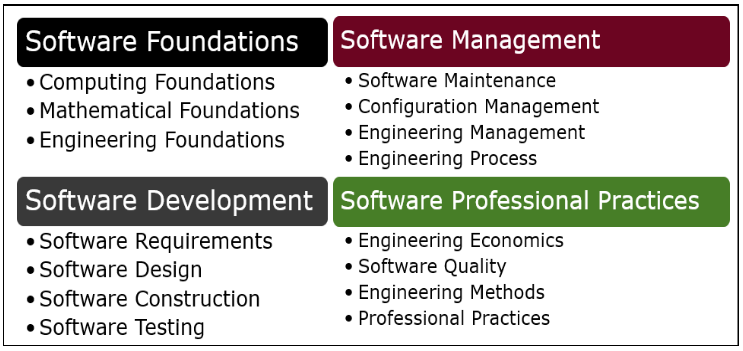 Software Foundations
• Computing Foundations
• Mathematical Foundations
• Engineering Foundations
Software Management
• Software Maintenance
• Configuration Management
• Engineering Management
• Engineering Process
Software Development
• Software Requirements
• Software Design
• Software Construction
• Software Testing
Software Professional Practices
• Engineering Economics
• Software Quality
• Engineering Methods
• Professional Practices